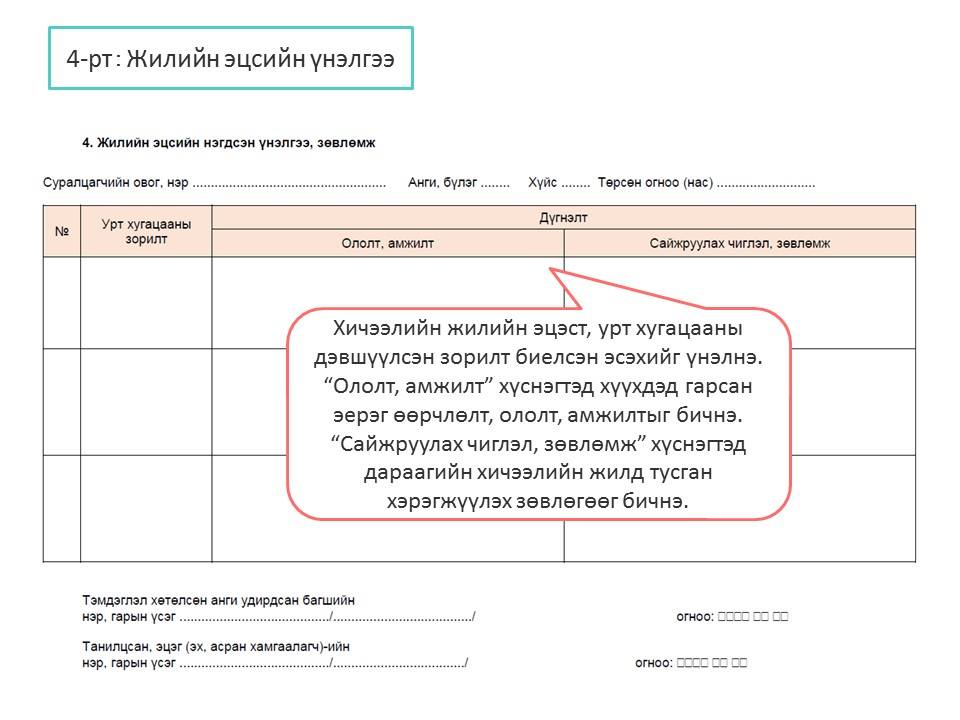 4-рт: Жилийн эцсийн үнэлгээ
4. Жилийн эцсийн нэгдсэн үнэлгээ, зөвлөмж
Суралцагчийн овог, нэр ..................................................... Анги, бүлэг ........ Хүйс ........ Төрсөн огноо (нас) ...........................
№
Урт хугацааны
зорилт
Дүгнэлт
Ололт, амжилт
Сайжруулах чиглэл, зөвлөмж
Хичээлийн жилийн эцэст, урт хугацааны
дэвшүүлсэн зорилт биелсэн эсэхийг үнэлнэ.
“Ололт, амжилт” хүснэгтэд хүүхдэд гарсан
эерэг өөрчлөлт, ололт, амжилтыг бичнэ.
“Сайжруулах чиглэл, зөвлөмж” хүснэгтэд
дараагийн хичээлийн жилд тусган
хэрэгжүүлэх зөвлөгөөг бичнэ.
Тэмдэглэл хөтөлсөн анги удирдсан багшийн
нэр, гарын үсэг ........................................./....................................../ огноо: □□□□ □□ □□
Танилцсан, эцэг (эх, асран хамгаалагч)-ийн
нэр, гарын үсэг ........................................./..................................../ огноо: □□□□ □□ □□